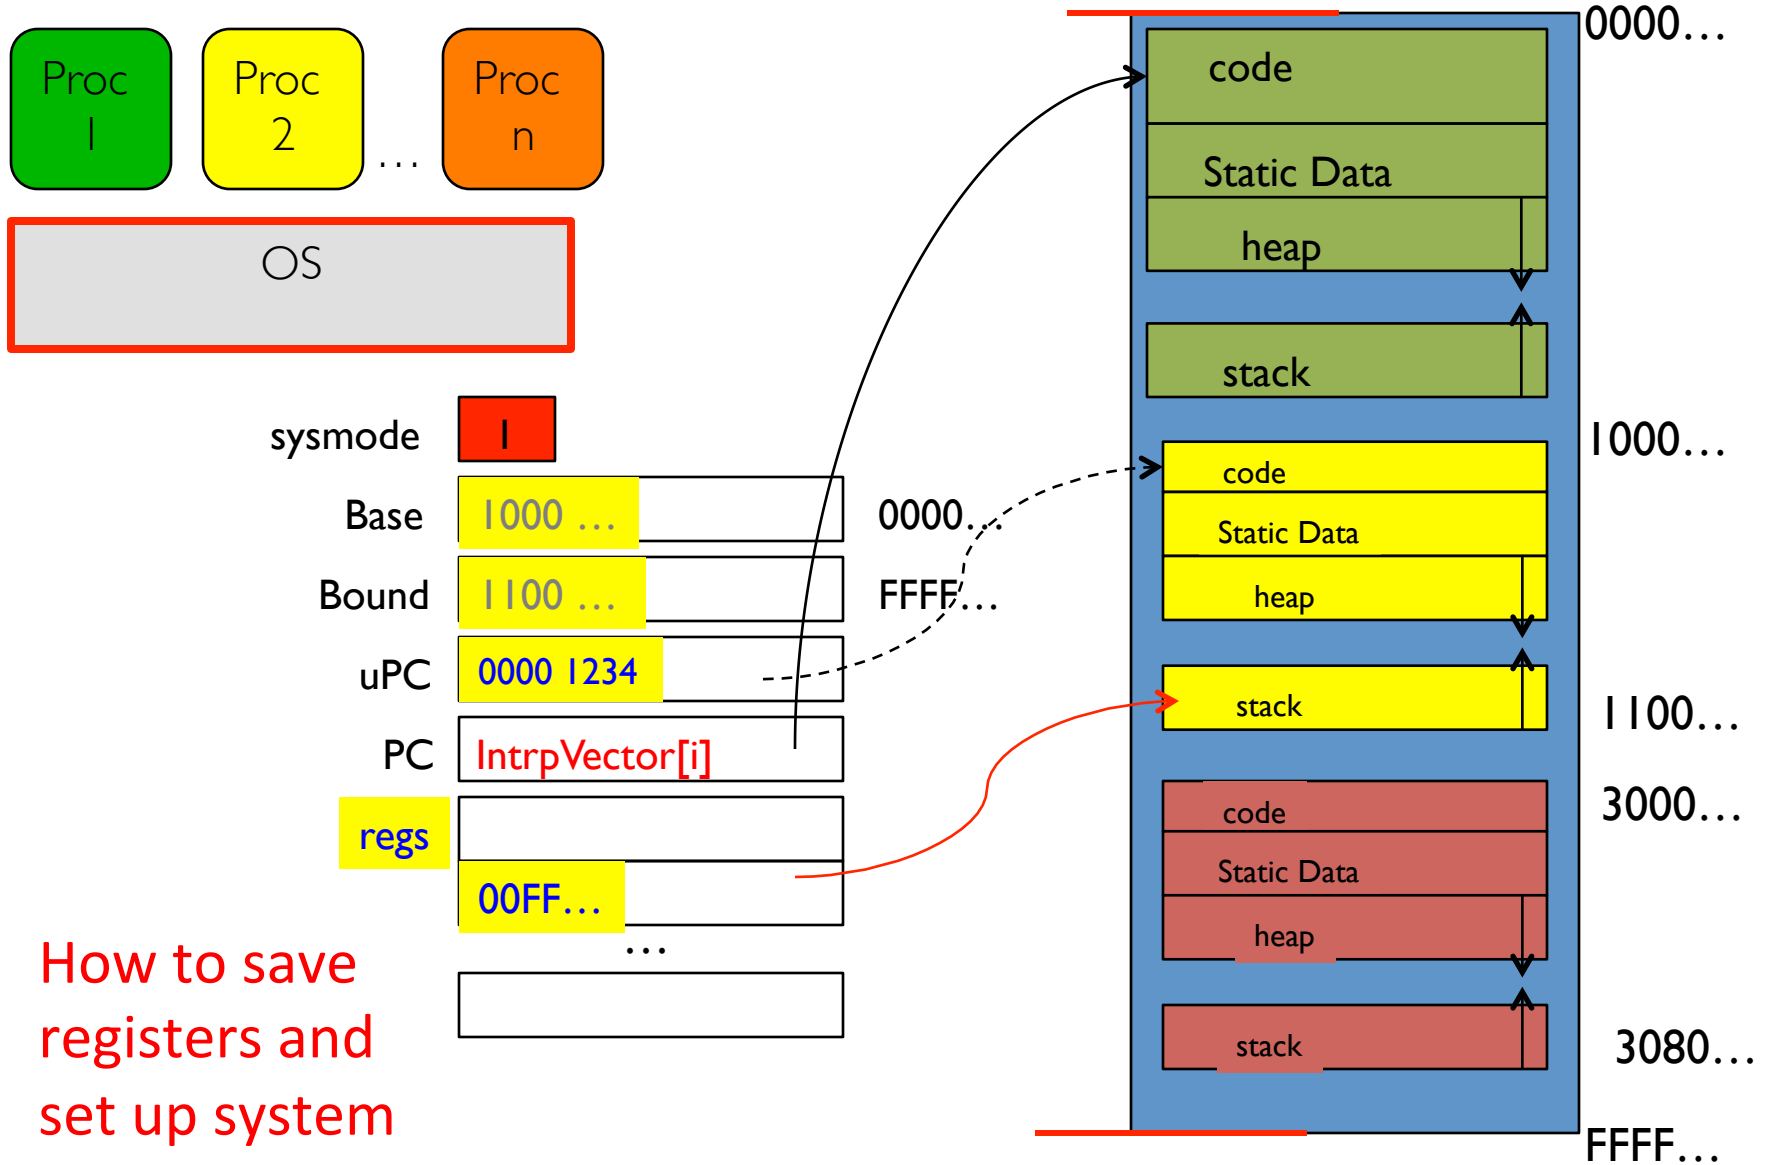 Proc
1
Proc
2
...
Proc
n
OS
sysmode 1
Base 1000 ... 0000...
Bound 1100 ... FFFF...
uPC 0000 1234
PC IntrpVector[i]
regs
00FF...
...
How to save
registers and
set up system
0000...
code
Static Data
heap
stack
1000...
code
Static Data
heap
stack
1100...
3000...
code
Static Data
heap
stack
3080...
FFFF...